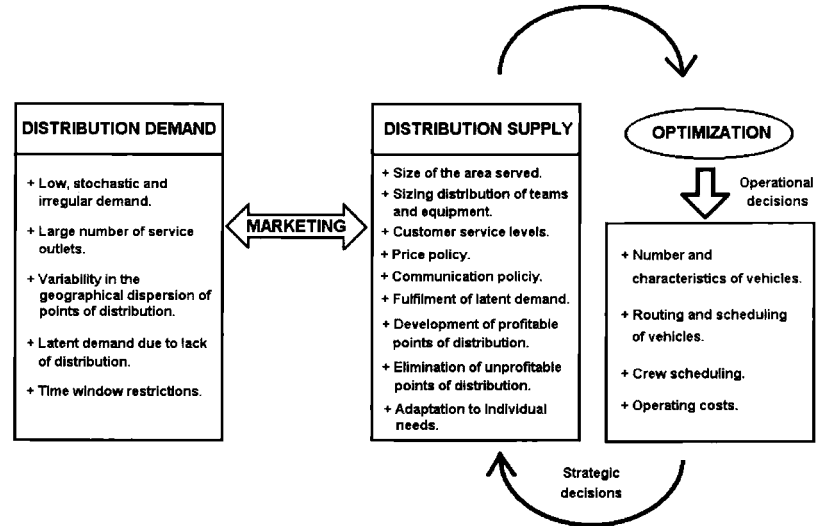 DISTRIBUTION DEMAND
+ Low, stochastic and
irregular demand.
+ Large number of service
outlets.
+ Variability in the
geographical dispersion of
points of distribution.
+ Latent demand due to lack
of distribution.
+ Time window restrictions.
MARKETING
DISTRIBUTION SUPPLY
+ Size of the area served.
+ Sizing distribution of teams
and equipment.
+ Customer service levels.
+ Price policy.
+ Communication policiy.
+ Fulfilment of latent demand.
+ Development of profitable
points of distribution.
+ Elimination of unprofitable
points of distribution.
+ Adaptation to individual
needs.
OPTIMIZATION
Operational
decisions
+ Number and
characteristics of vehicles.
+ Routing and scheduling
of vehicles.
+ Crew scheduling.
+ Operating costs.
Strategic
decisions